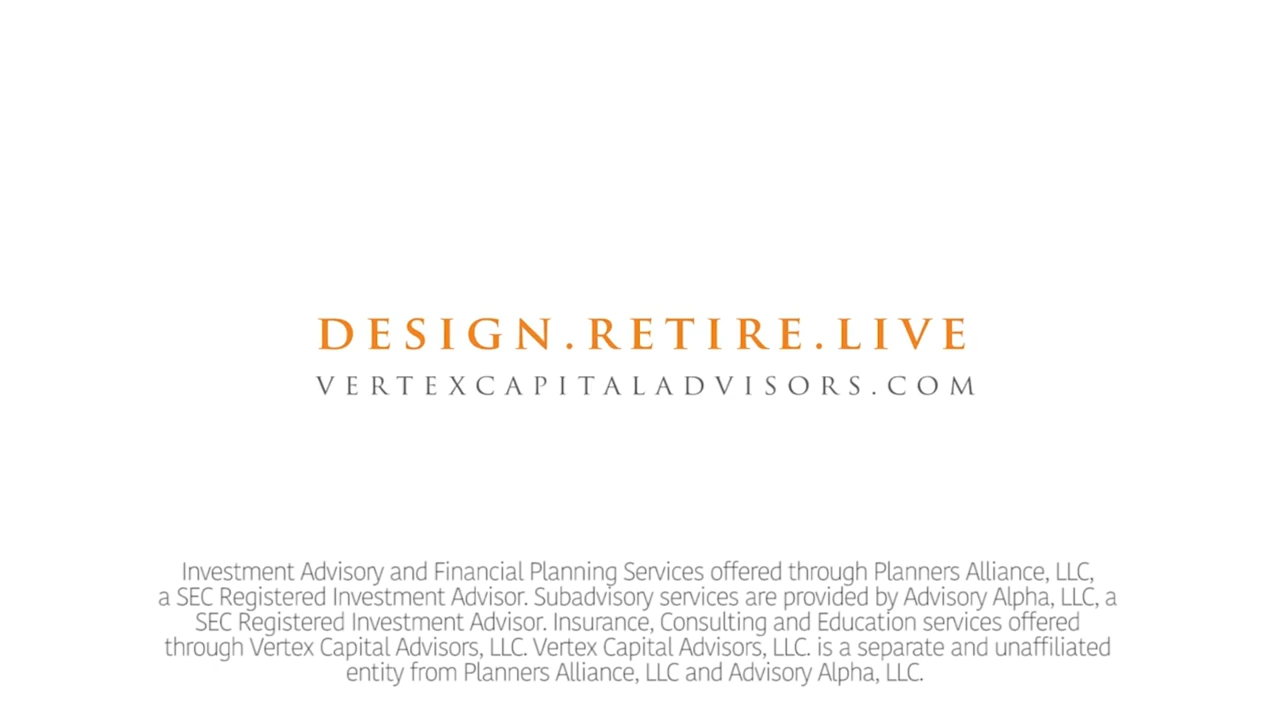 DESIGN.RETIRE.LIVE
VERTEXCAPITALADVISORS.COM
Investment Advisory and Financial Planning Services offered through Planners Alliance, LLC,
a SEC Registered Investment Advisor. Subadvisory services are provided by Advisory Alpha, LLC, a
SEC Registered Investment Advisor. Insurance, Consulting and Education services offered
through Vertex Capital Advisors, LLC. Vertex Capital Advisors, LLC. is a separate and unaffiliated
entity from Planners Alliance, LLC and Advisory Alpha, LLC.